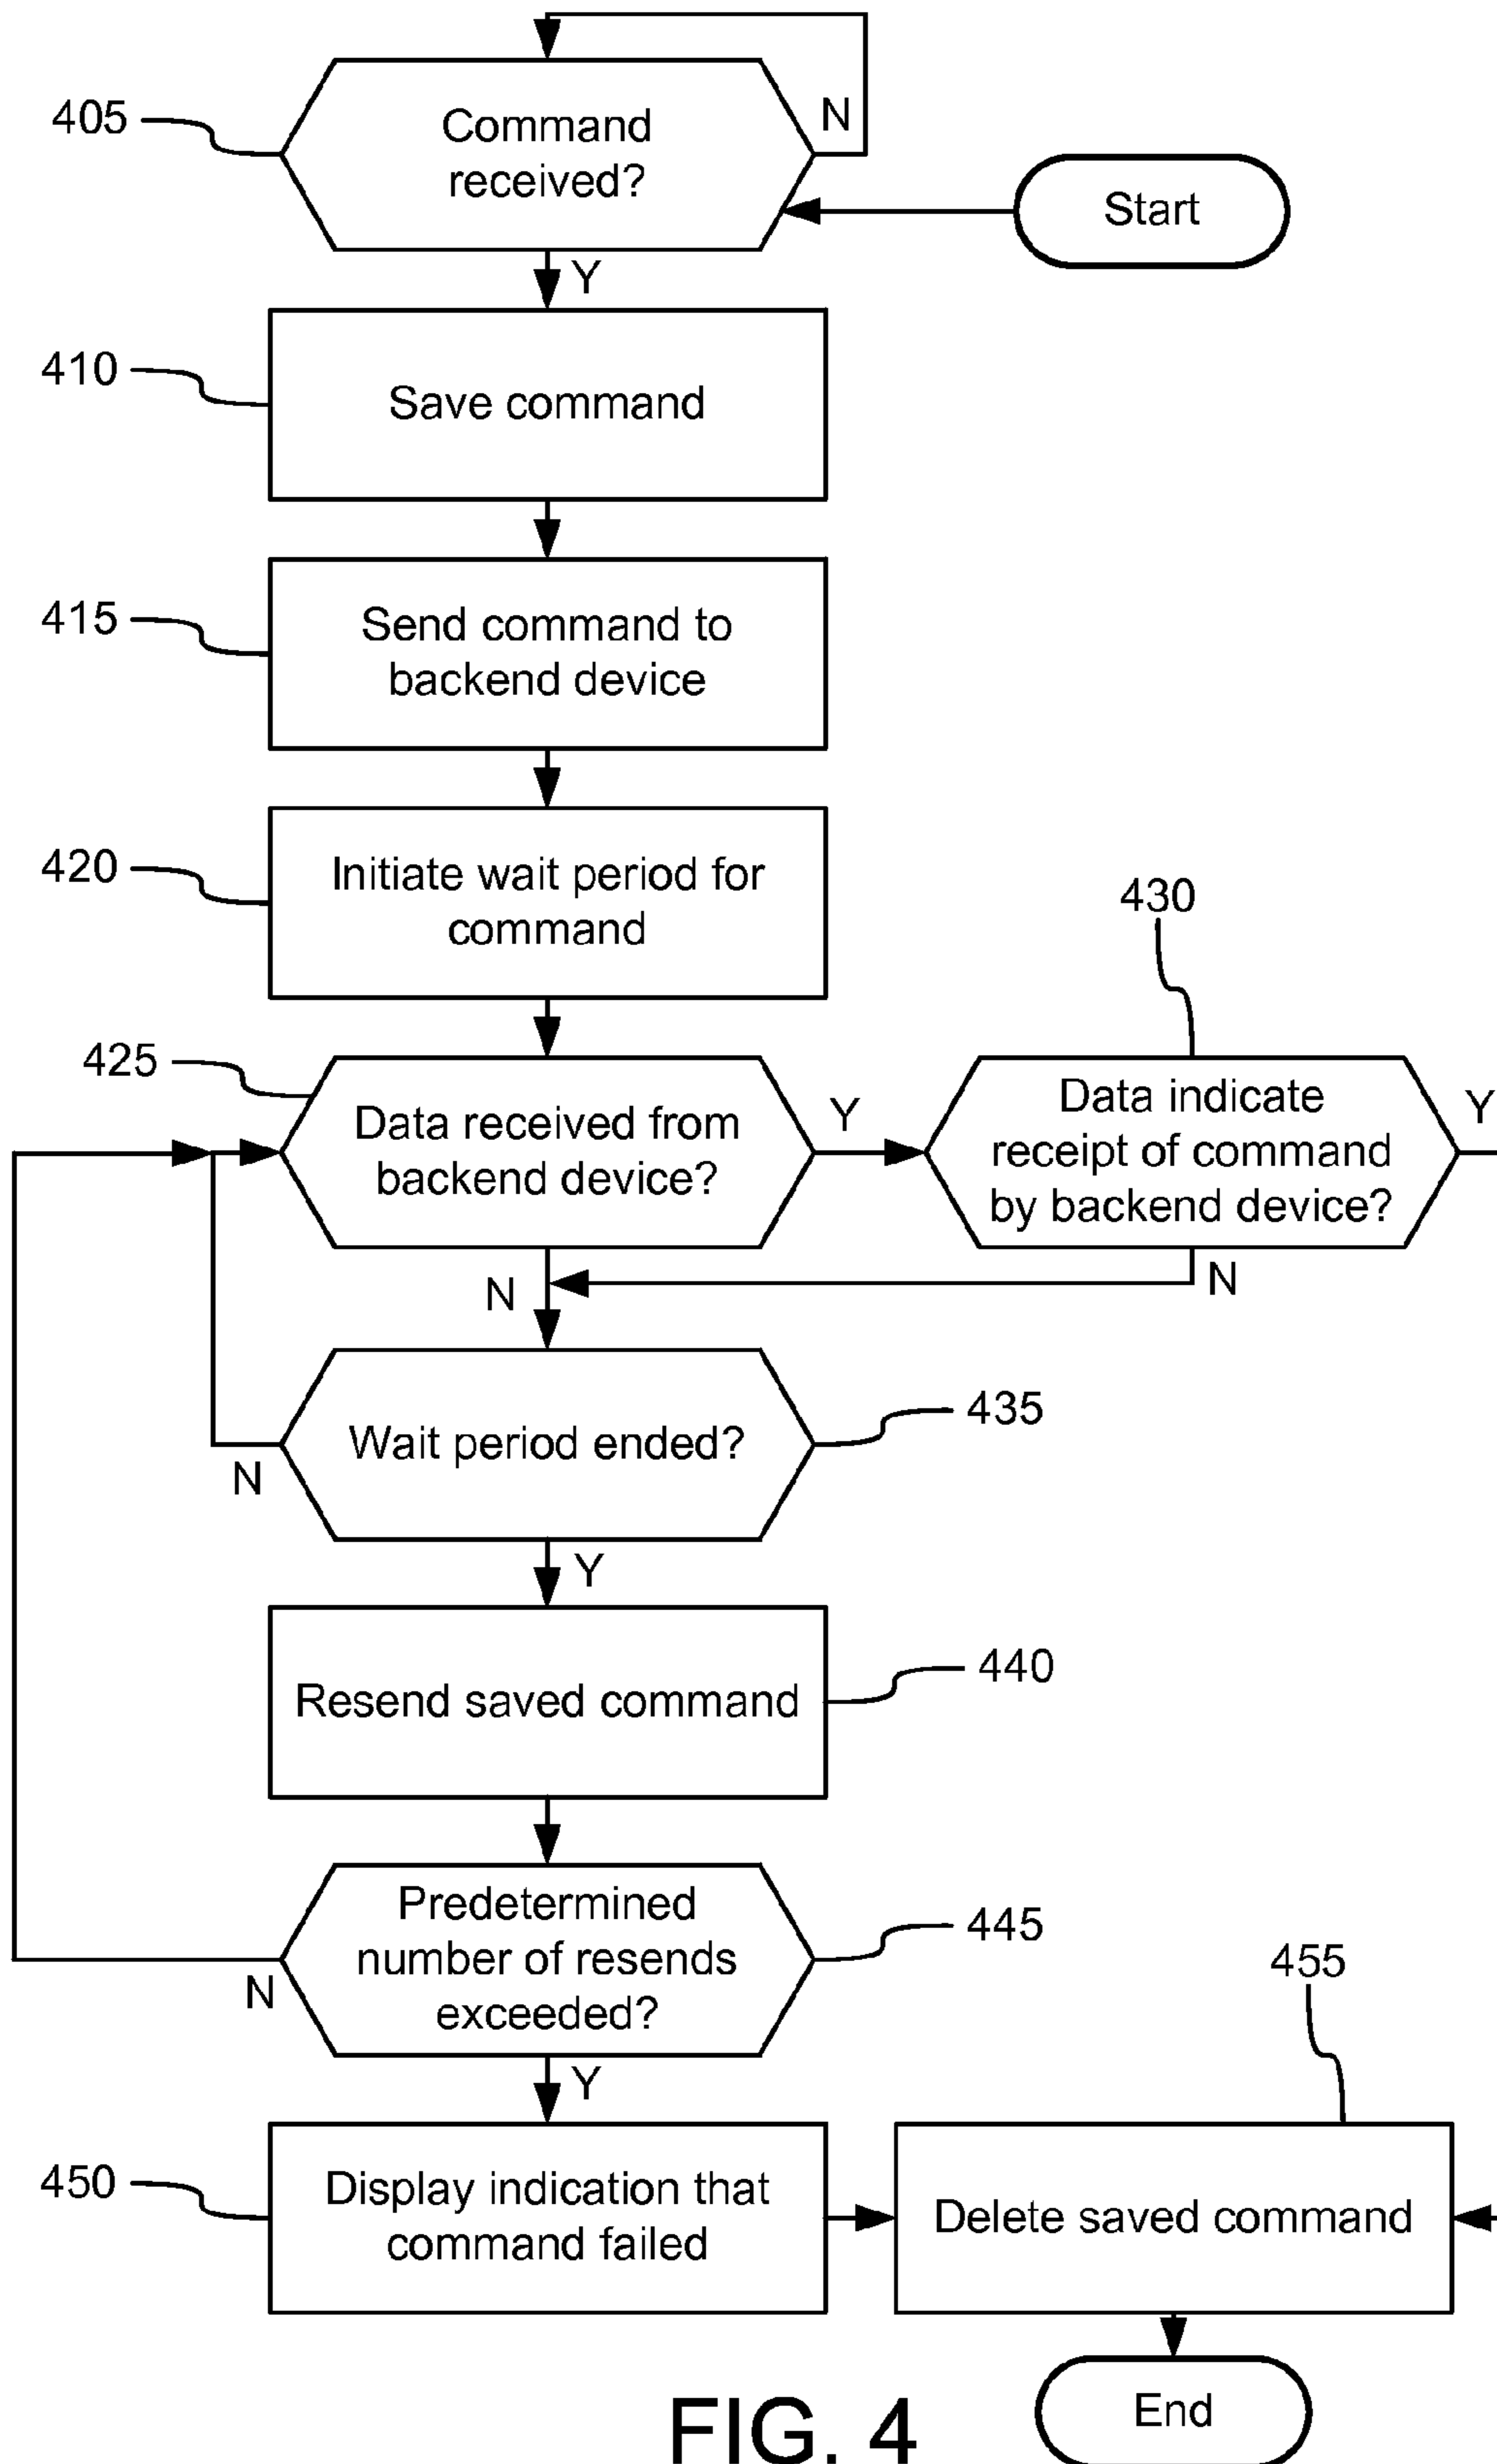 405
Command
received?
N
Start
Y
410
Save command
415
Send command to
backend device
420
Initiate wait period for
command
430
425
Data received from
backend device?
Y
Data indicate
receipt of command
by backend device?
Y
N
N
Wait period ended?
435
N
Y
Resend saved command
440
Predetermined
number of resends
exceeded?
445
N
455
Y
450
Display indication that
command failed
Delete saved command
End
FIG. 4